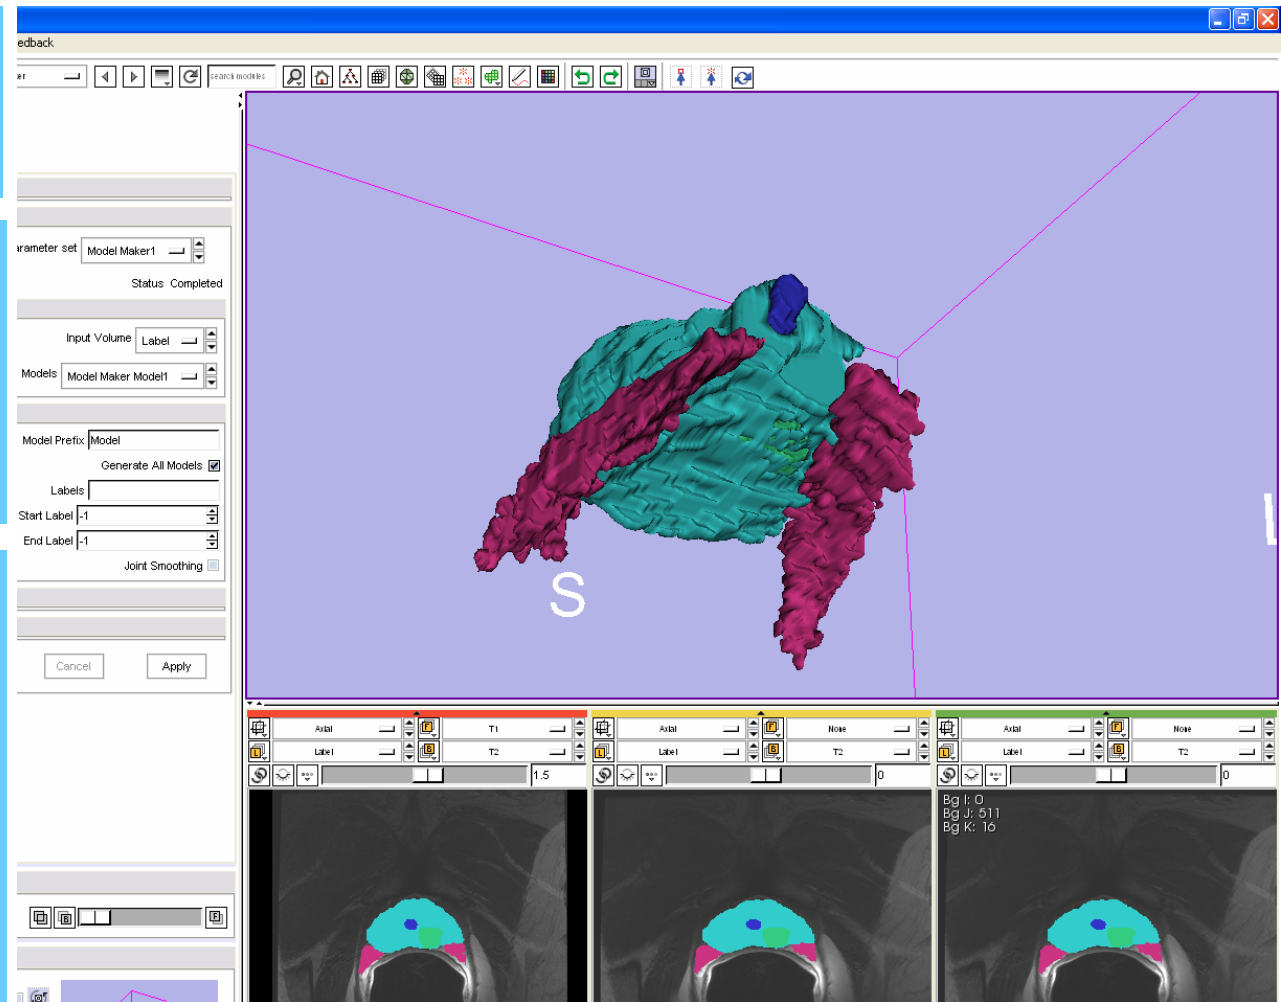 edback
er
search modules
arameter set Model Maker1
Status Completed
Input Volume Label
Models Model Maker Model1
Model Prefix Model
Generate All Models
Labels
Start Label -1
End Label -1
Joint Smoothing
Cancel Apply
S
L
Axial F T1
L Label B T2
1.5
Axial F None
L Label B T2
0
Axial F None
L Label B T2
0
Bg I: 0
Bg J: 511
Bg K: 16
B F